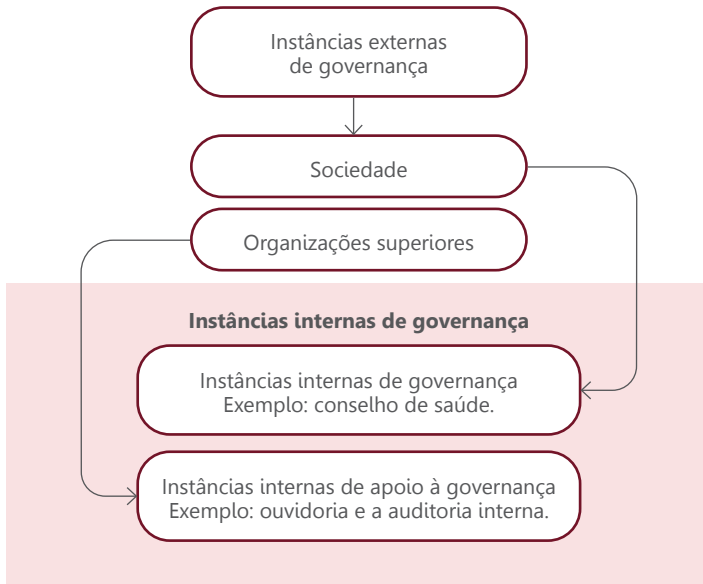 Instâncias externas
de governança
Sociedade
Organizações superiores
Instâncias internas de governança
Instâncias internas de governança
Exemplo: conselho de saúde.
Instâncias internas de apoio à governança
Exemplo: ouvidoria e a auditoria interna.